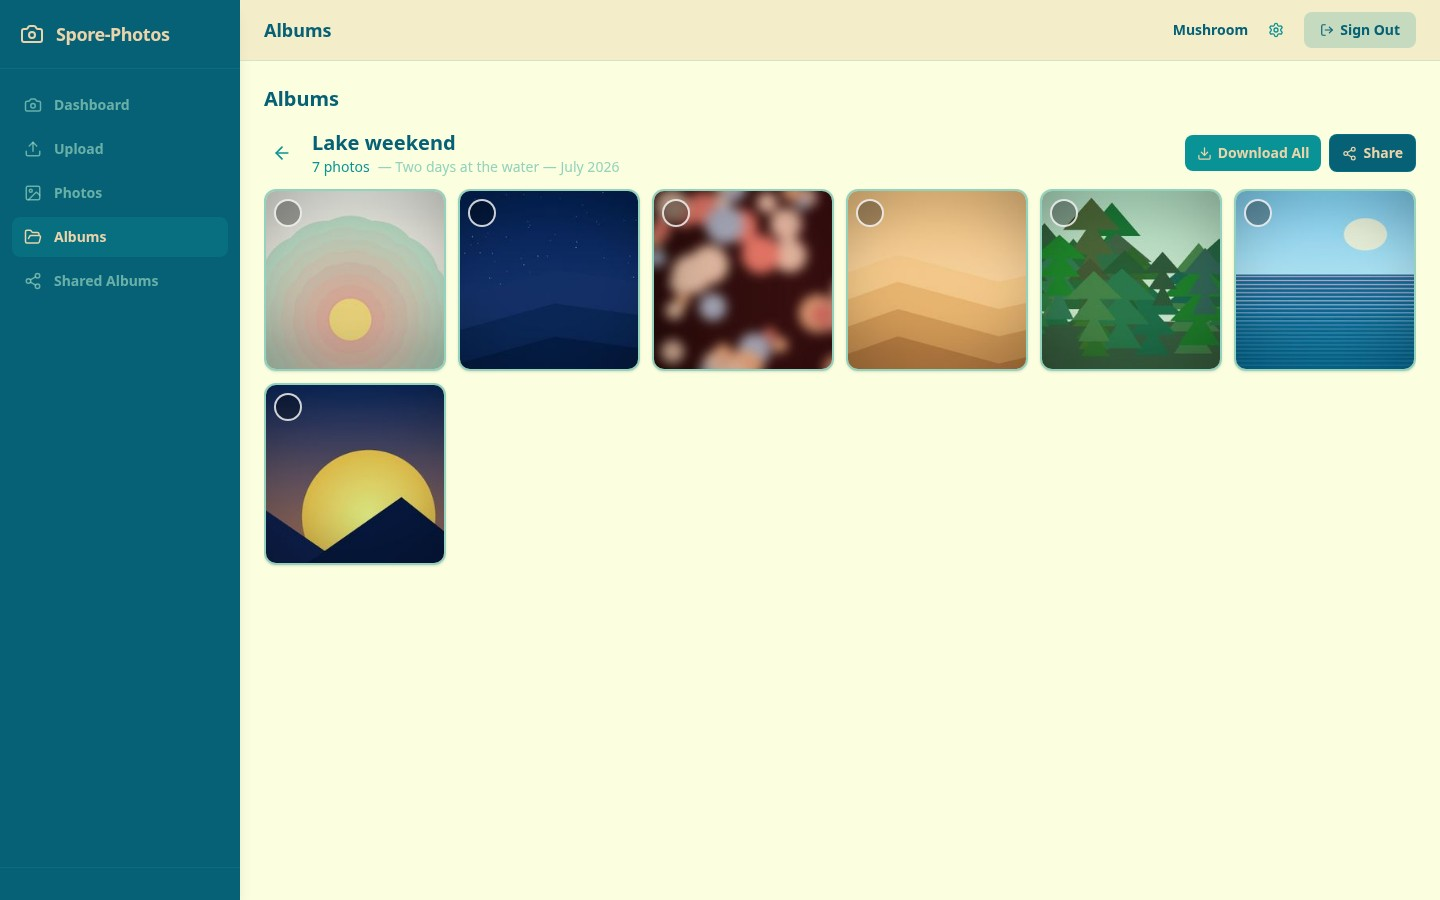 Spore-Photos
Albums
Mushroom
Sign Out
Dashboard
Upload
Photos
Albums
Shared Albums
Albums
Lake weekend
7 photos — Two days at the water — July 2026
Download All
Share